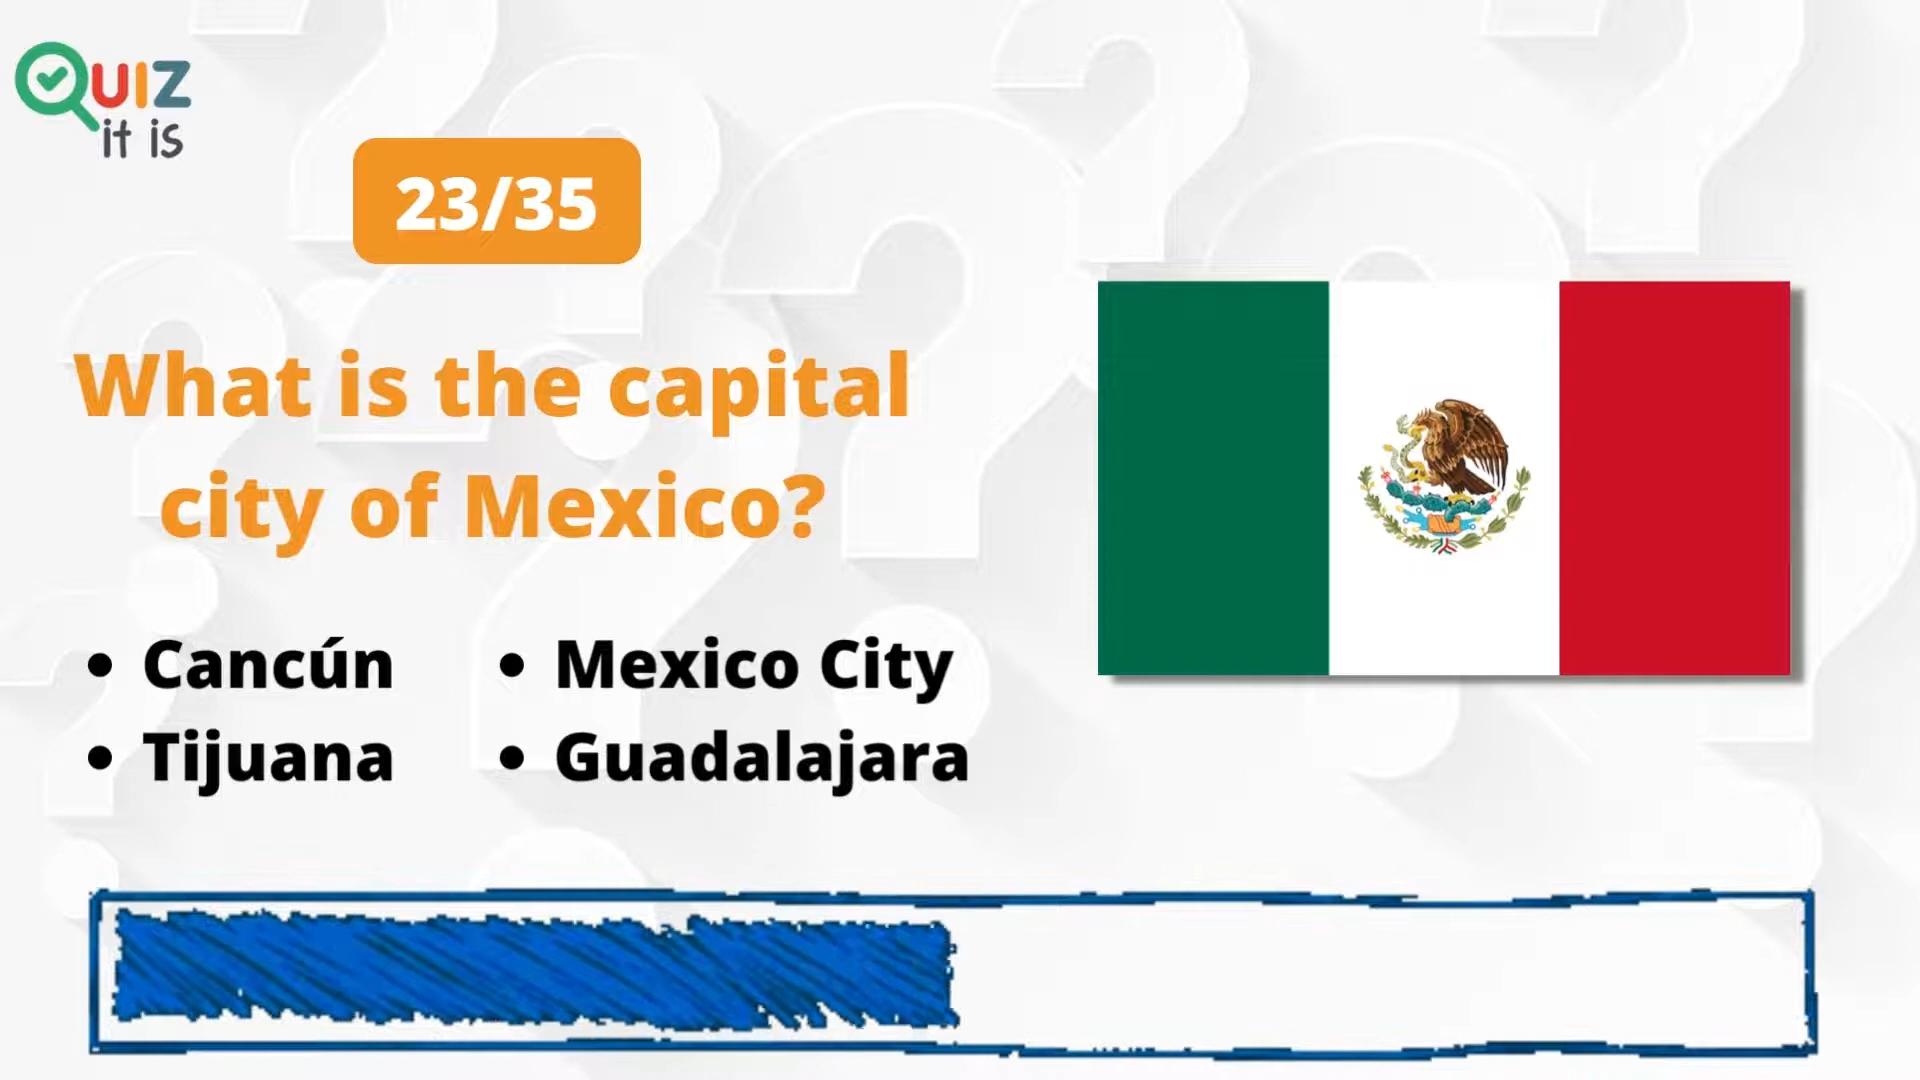 QUIZ
it is
23/35
What is the capital
city of Mexico?
• Cancún
• Tijuana
• Mexico City
• Guadalajara